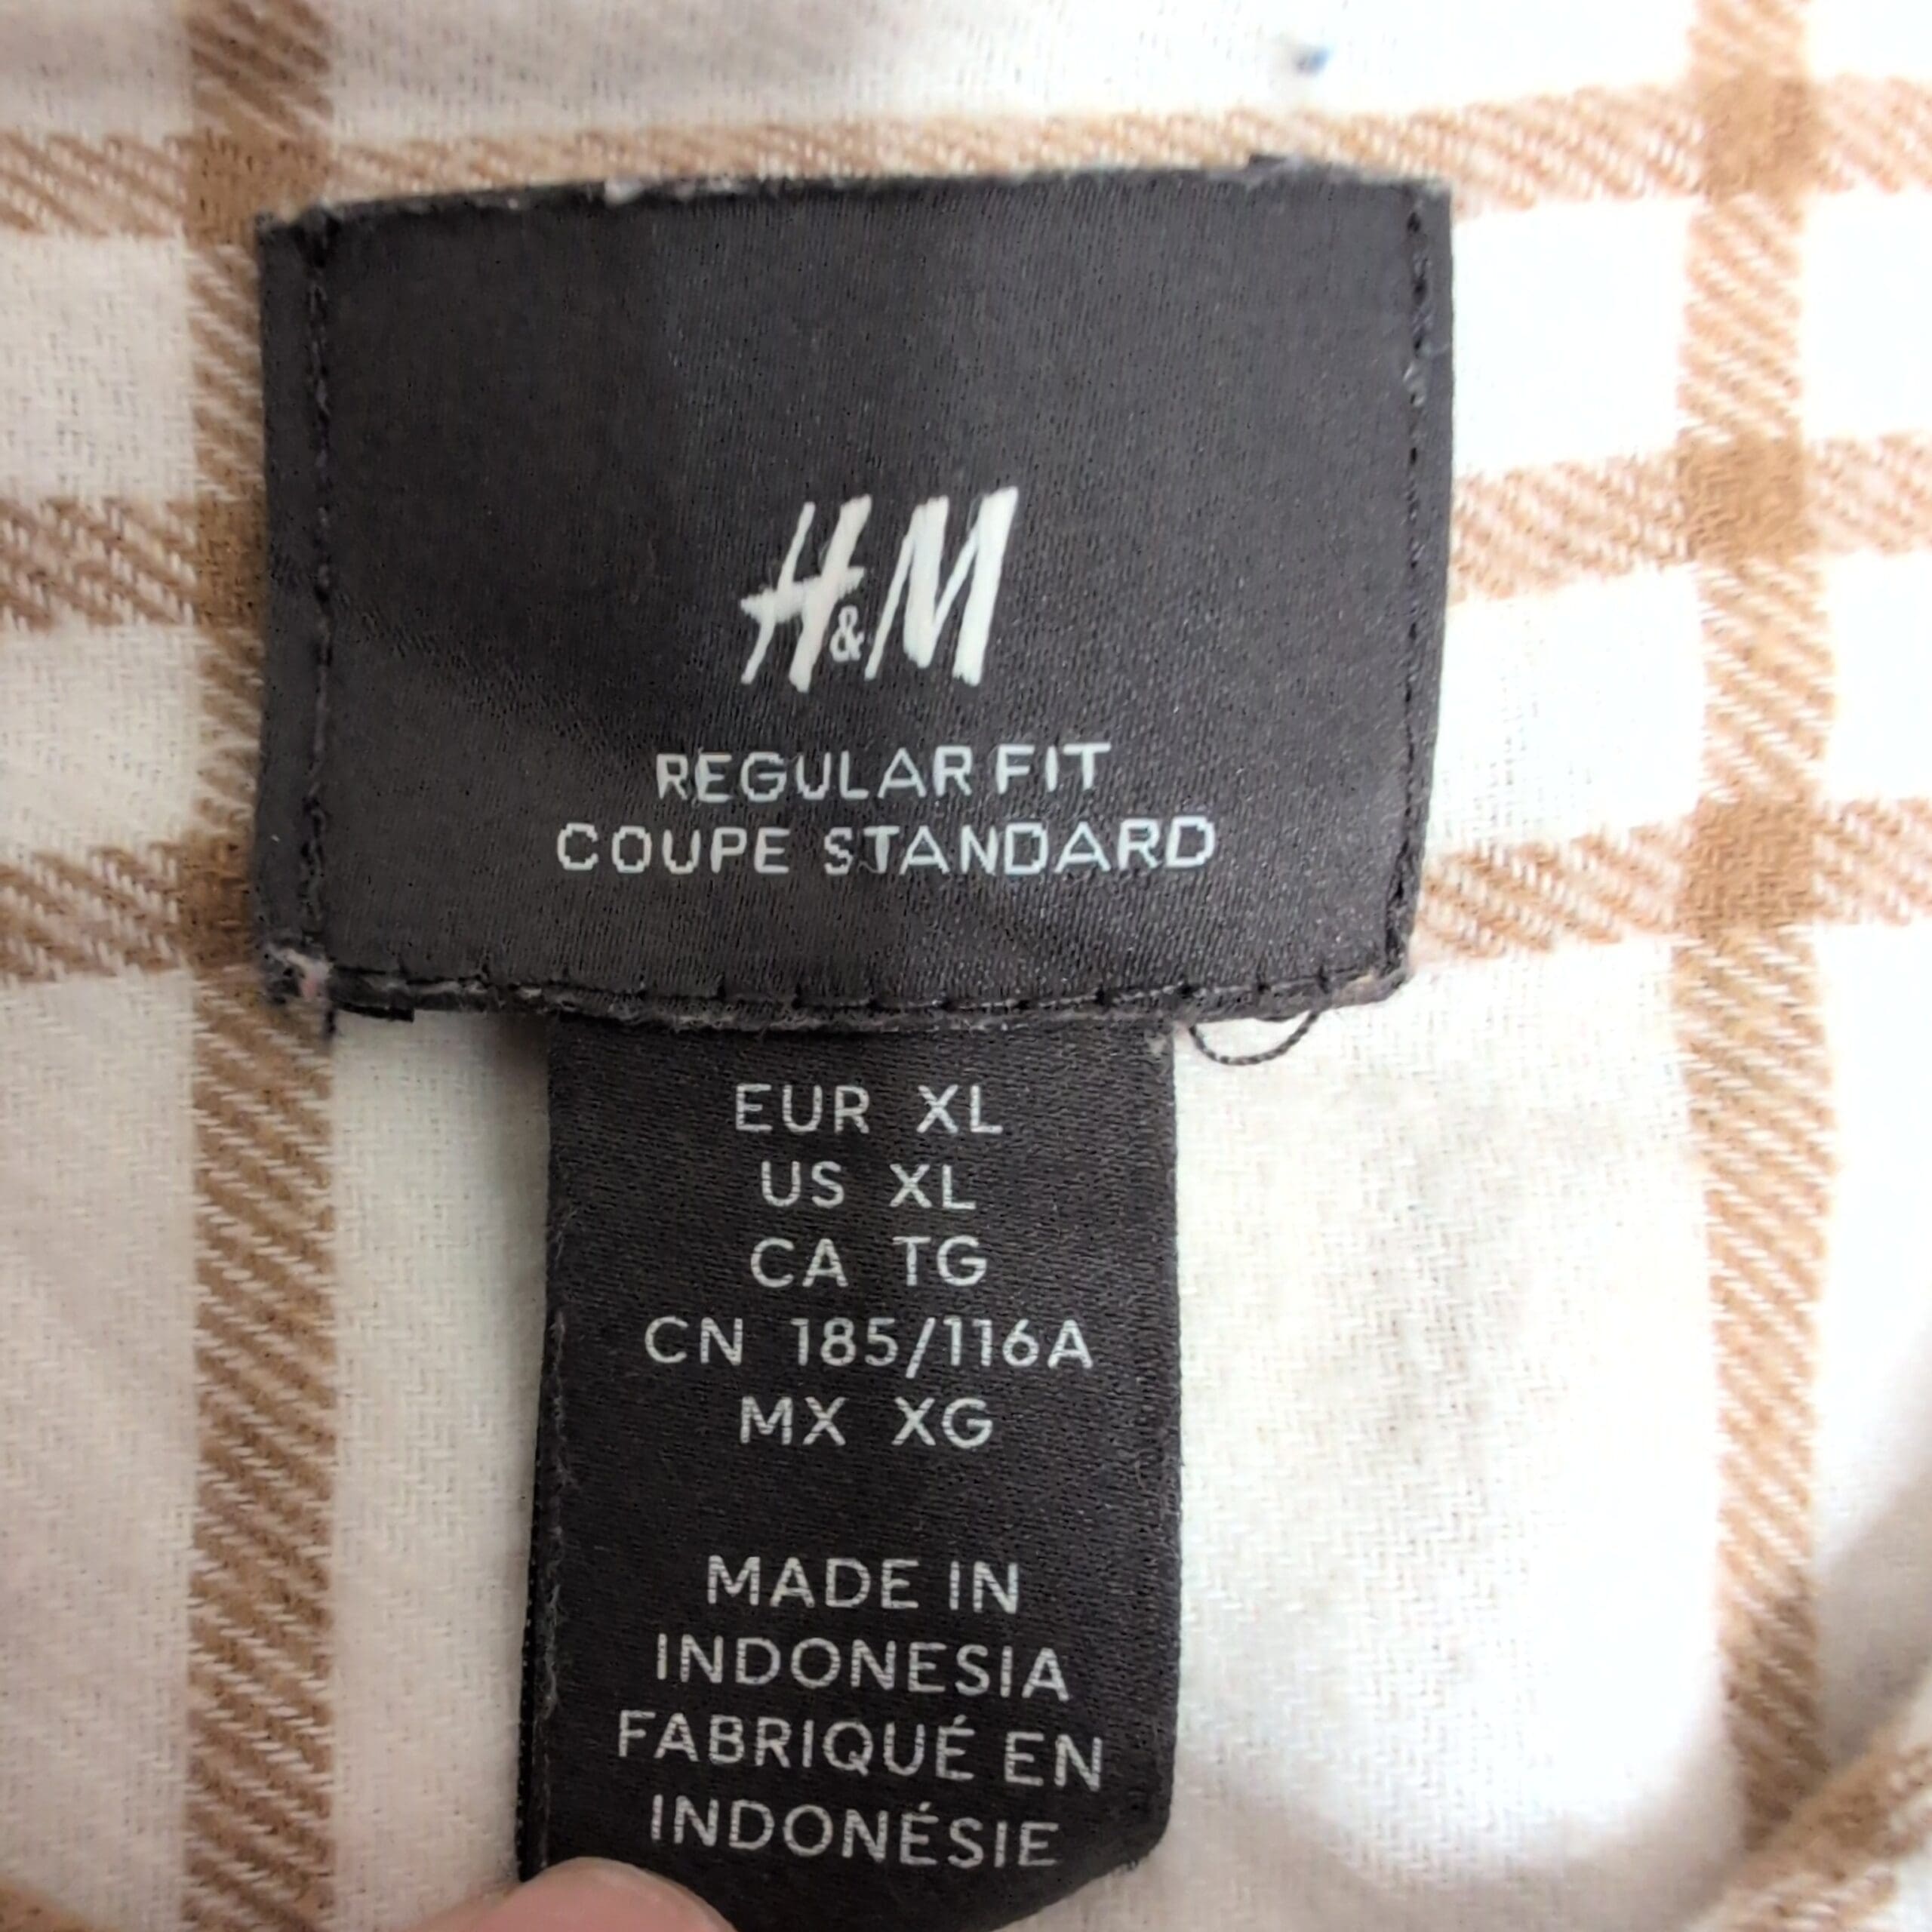 H&M
REGULAR FIT
COUPE STANDARD
EUR XL
US XL
CA TG
CN 185/116A
MX XG
MADE IN
INDONESIA
FABRIQUÉ EN
INDONÉSIE